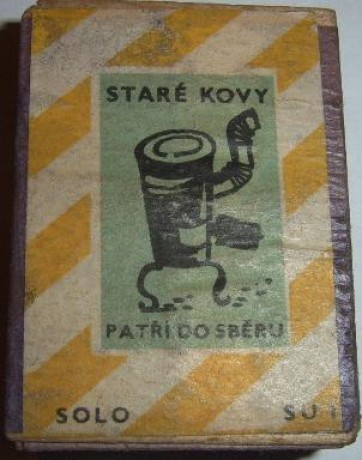 STARÉ KOVY
PATŘÍ DO SBĚRU
SOLO